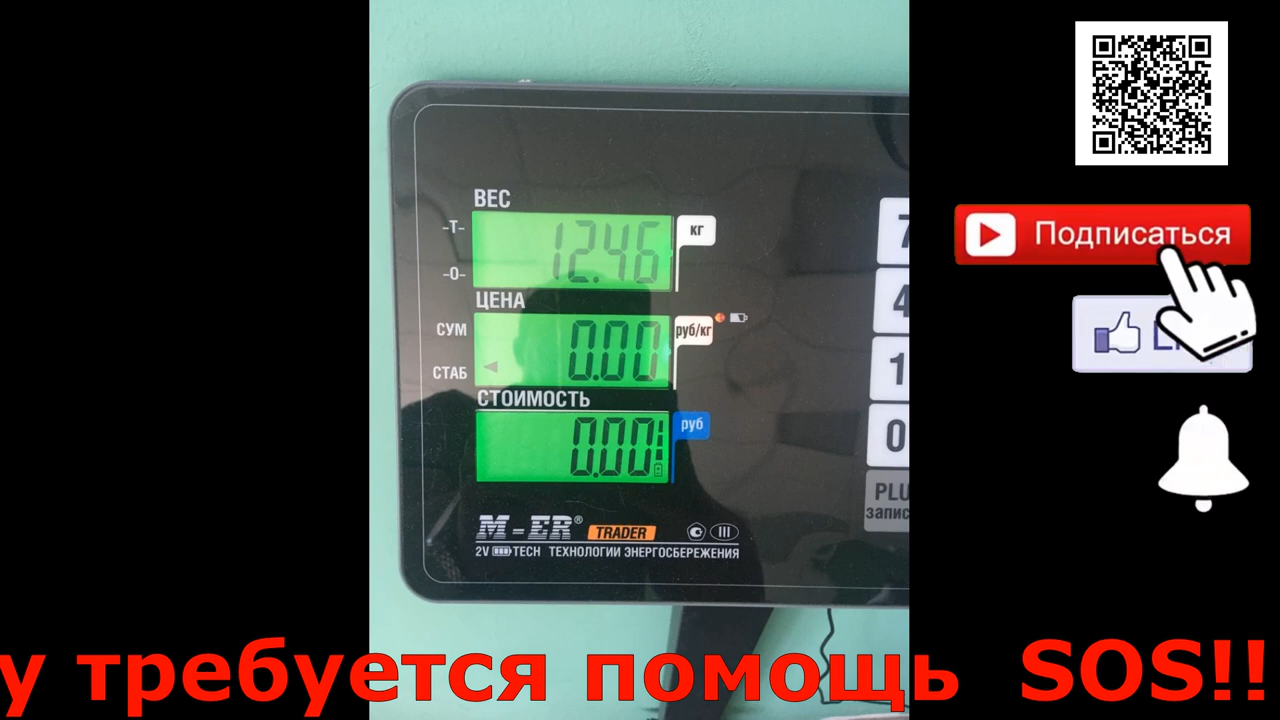 ВЕС
-T-
12.46
кг
-0-
ЦЕНА
СУМ
0.00
руб/кг
СТАБ
СТОИМОСТЬ
0.00
руб
M-ER® TRADER
III
2V TECH ТЕХНОЛОГИИ ЭНЕРГОСБЕРЕЖЕНИЯ
7
4
1
0
PLU
запис
Подписаться
у требуется помощь SOS!!